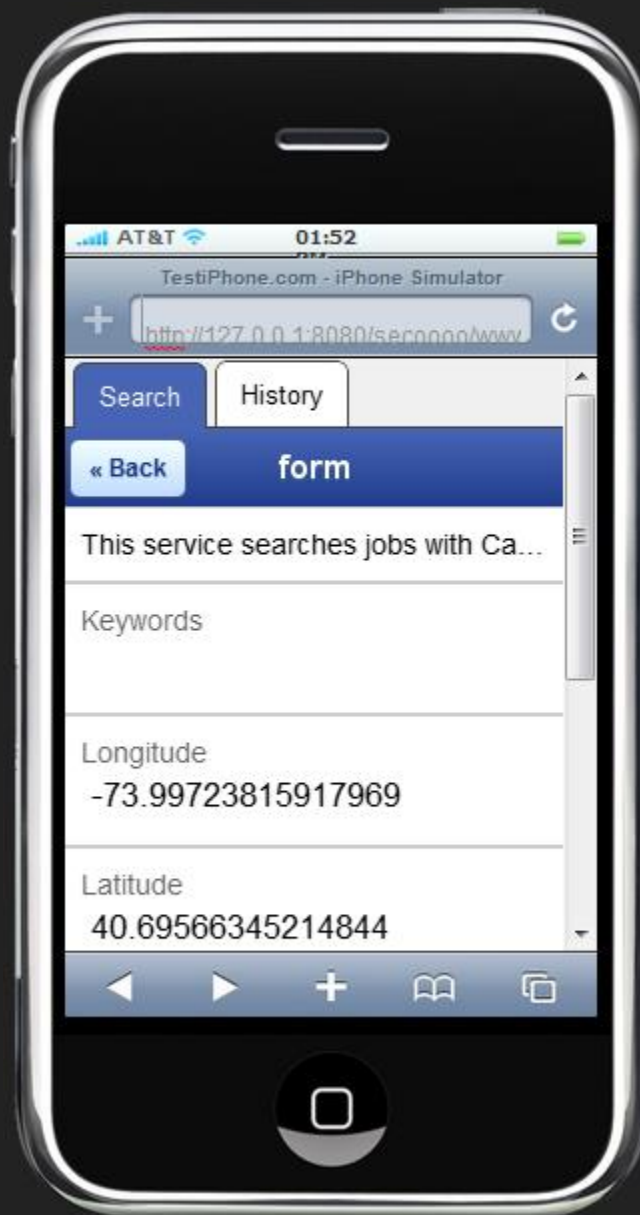 AT&T 01:52
TestiPhone.com - iPhone Simulator
Search History
« Back form
This service searches jobs with Ca...
Keywords
Longitude
-73.99723815917969
Latitude
40.69566345214844